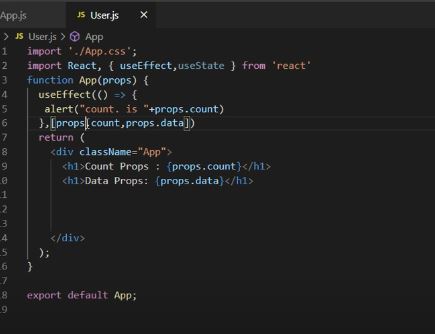 App.js JS User.js ×
> JS User.js > App
1 import './App.css';
2 import React, { useEffect,useState } from 'react'
3 function App(props) {
4 useEffect(() => {
5 alert("count. is "+props.count)
6 },[props.count,props.data])
7 return (
8 <div className="App">
9 <h1>Count Props : {props.count}</h1>
0 <h1>Data Props: {props.data}</h1>
1
2
3
4 </div>
5 );
6 }
7
8 export default App;
9